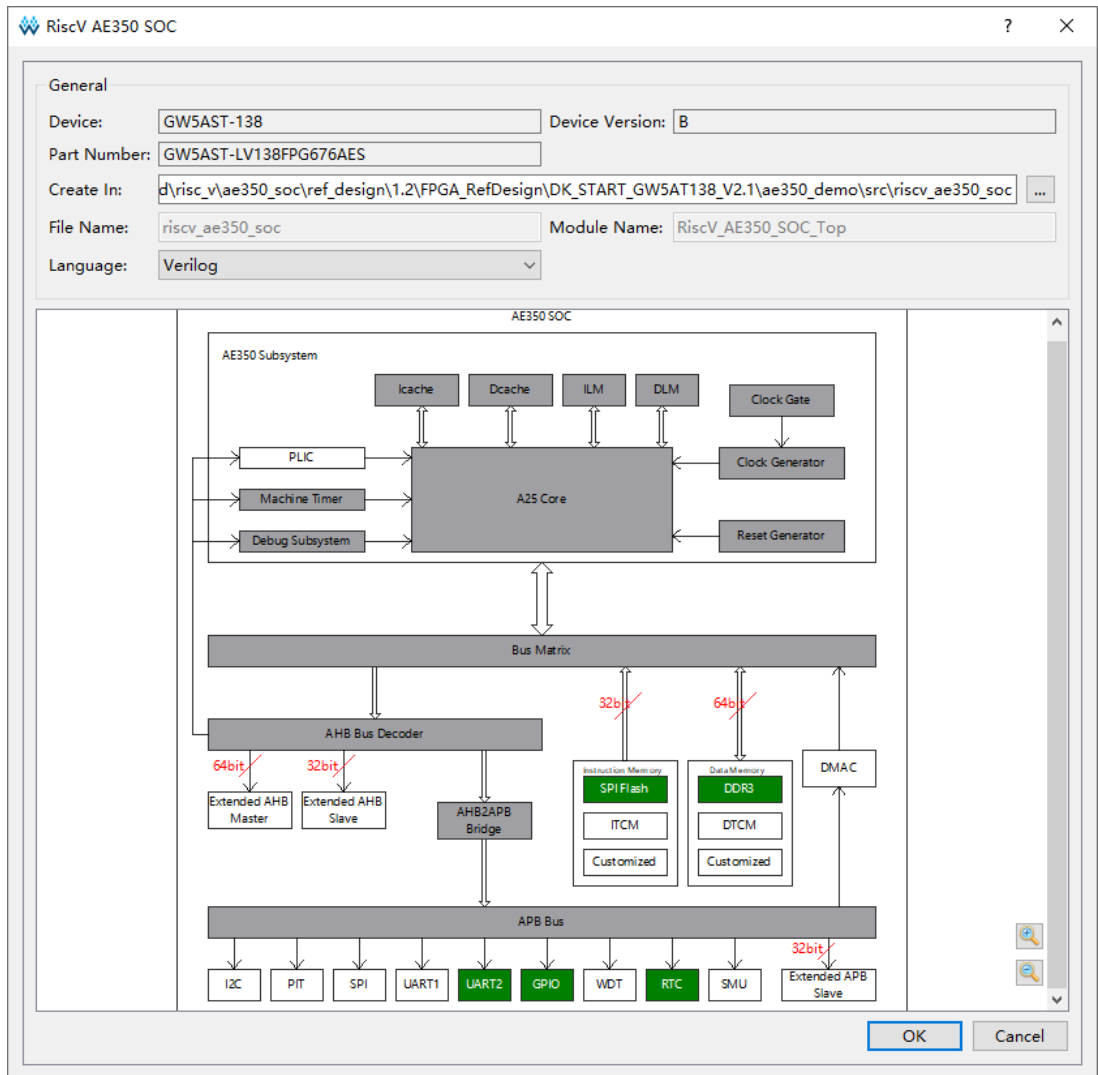 RiscV AE350 SOC
?
General
Device:
GW5AST-138
Device Version:
B
Part Number:
GW5AST-LV138FPG676AES
Create In:
d\risc_v\ae350_soc\ref_design\1.2\FPGA_RefDesign\DK_START_GW5AT138_V2.1\ae350_demo\src\riscv_ae350_soc
...
File Name:
riscv_ae350_soc
Module Name:
RiscV_AE350_SOC_Top
Language:
Verilog
AE350 SOC
AE350 Subsystem
Icache
Dcache
ILM
DLM
Clock Gate
PLIC
Clock Generator
Machine Timer
A25 Core
Debug Subsystem
Reset Generator
Bus Matrix
32bit
64bit
AHB Bus Decoder
64bit
32bit
Extended AHB
Master
Extended AHB
Slave
AHB2APB
Bridge
Instruction Memory
SPI Flash
ITCM
Customized
Data Memory
DDR3
DTCM
Customized
DMAC
APB Bus
32bit
I2C
PIT
SPI
UART1
UART2
GPIO
WDT
RTC
SMU
Extended APB
Slave
OK
Cancel